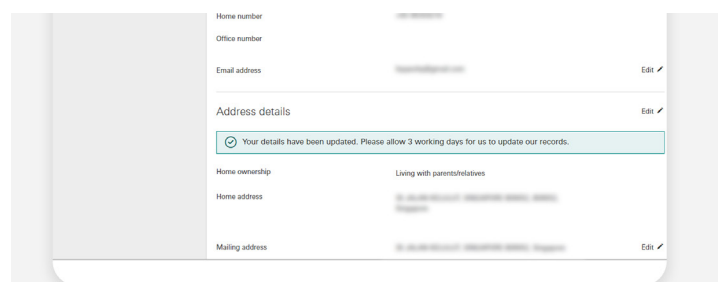 Home number
Office number
Email address Edit
Address details Edit
Your details have been updated. Please allow 3 working days for us to update our records.
Home ownership Living with parents/relatives
Home address
Mailing address Edit